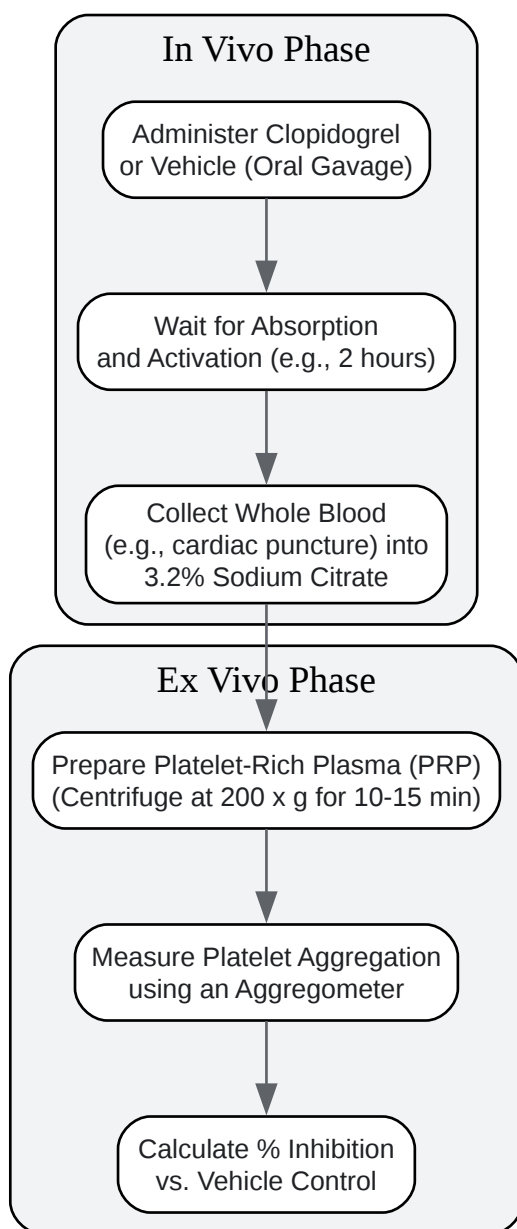 In Vivo Phase
Administer Clopidogrel
or Vehicle (Oral Gavage)
Wait for Absorption
and Activation (e.g., 2 hours)
Collect Whole Blood
(e.g., cardiac puncture) into
3.2% Sodium Citrate
Ex Vivo Phase
Prepare Platelet-Rich Plasma (PRP)
(Centrifuge at 200 x g for 10-15 min)
Measure Platelet Aggregation
using an Aggregometer
Calculate % Inhibition
vs. Vehicle Control